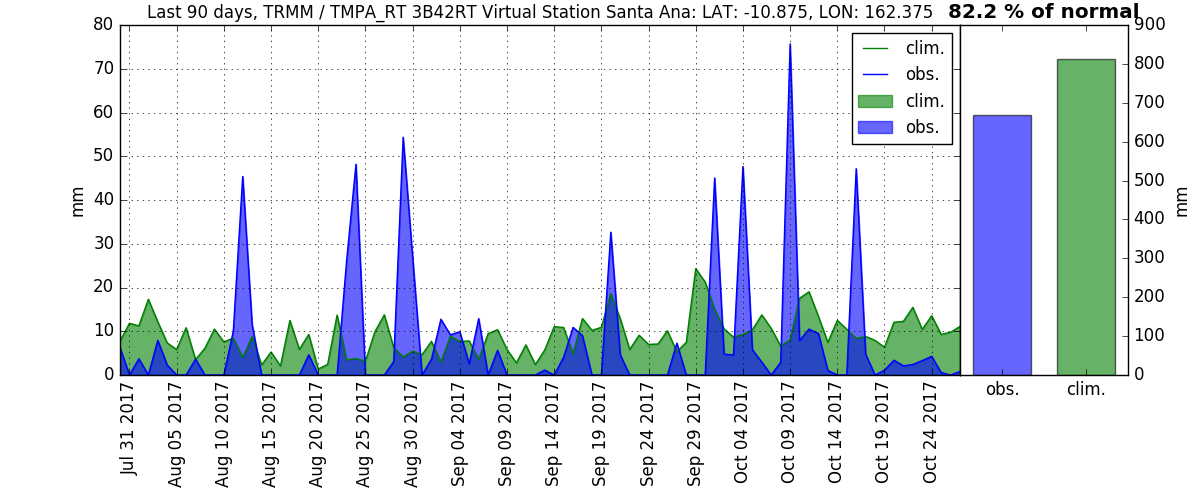 Last 90 days, TRMM / TMPA_RT 3B42RT Virtual Station Santa Ana: LAT: -10.875, LON: 162.375 82.2 % of normal
80
70
60
50
40
30
20
10
0
mm
clim.
obs.
clim.
obs.
Jul 31 2017
Aug 05 2017
Aug 10 2017
Aug 15 2017
Aug 20 2017
Aug 25 2017
Aug 30 2017
Sep 04 2017
Sep 09 2017
Sep 14 2017
Sep 19 2017
Sep 24 2017
Sep 29 2017
Oct 04 2017
Oct 09 2017
Oct 14 2017
Oct 19 2017
Oct 24 2017
900
800
700
600
500
400
300
200
100
0
mm
obs. clim.